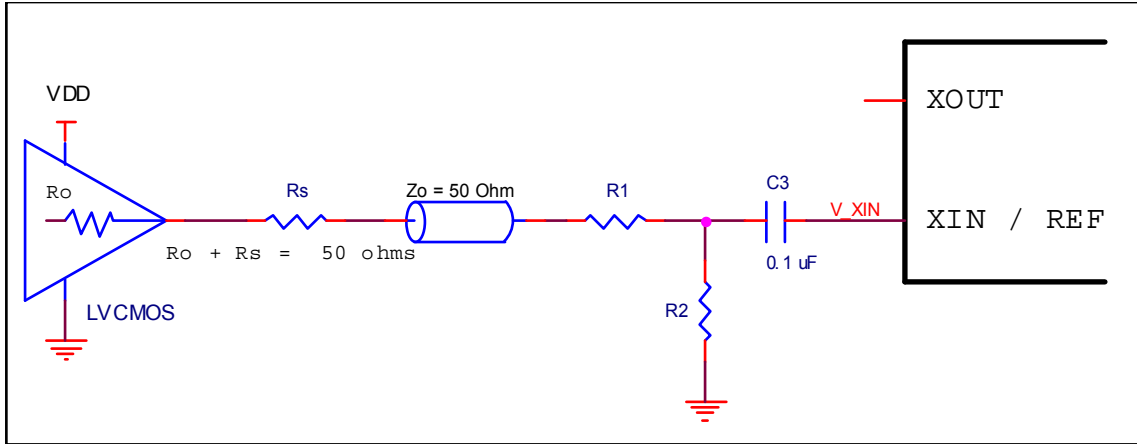 VDD
Ro
Rs
Zo = 50 Ohm
R1
C3
V_XIN
XOUT
XIN / REF
Ro + Rs = 50 ohms
0.1 uF
LVCMOS
R2